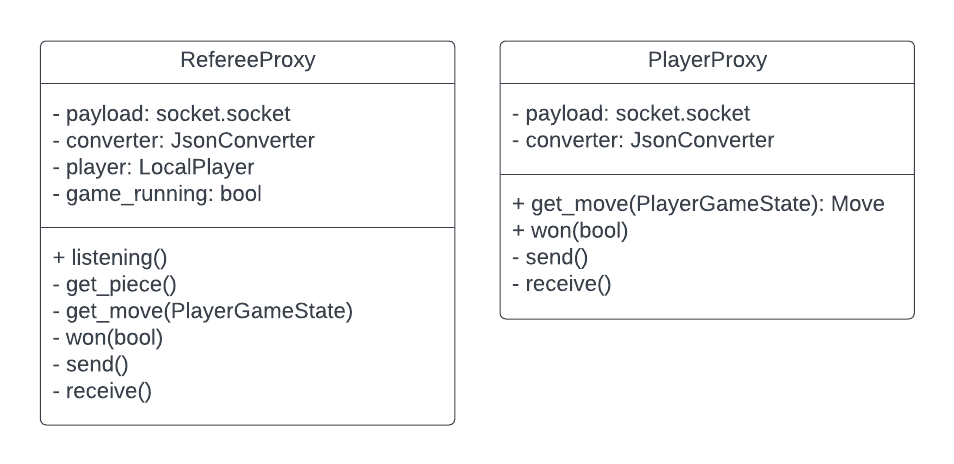 RefereeProxy
- payload: socket.socket
- converter: JsonConverter
- player: LocalPlayer
- game_running: bool
+ listening()
- get_piece()
- get_move(PlayerGameState)
- won(bool)
- send()
- receive()
PlayerProxy
- payload: socket.socket
- converter: JsonConverter
+ get_move(PlayerGameState): Move
+ won(bool)
- send()
- receive()